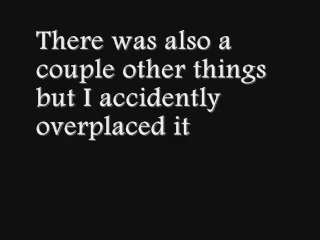 There was also a
couple other things
but I accidently
overplaced it